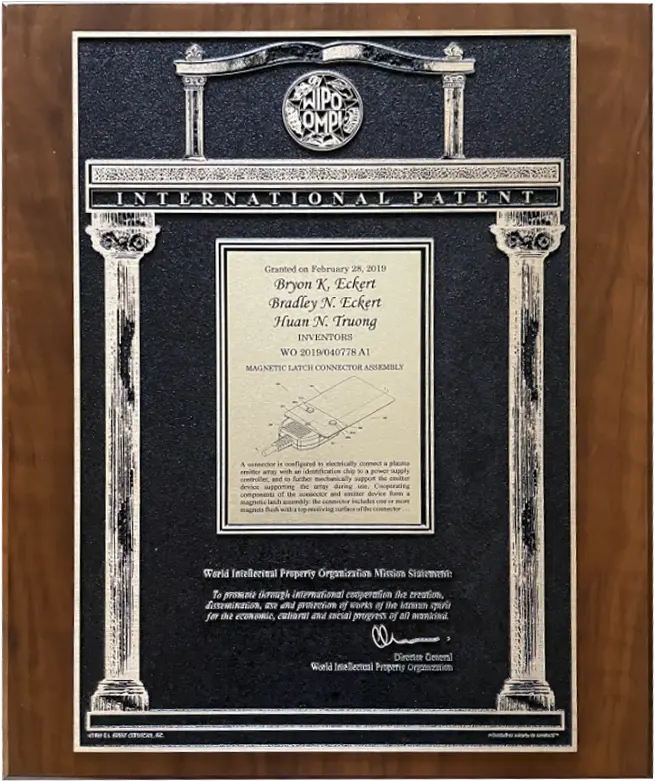 WIPO
OMPI
INTERNATIONAL PATENT
Granted on February 28, 2019
Bryon K. Eckert
Bradley N. Eckert
Huan N. Truong
INVENTORS
WO 2019/040778 A1
MAGNETIC LATCH CONNECTOR ASSEMBLY
A connector is configured to electrically connect a plasma
emitter array with an identification chip to a power supply
controller, and to further mechanically support the emitter
device supporting the array during use. Cooperating
components of the connector and emitter device form a
magnetic latch assembly: the connector includes one or more
magnets flush with a top receiving surface of the connector ...
World Intellectual Property Organization Mission Statement:
To promote through international cooperation the creation,
dissemination, use and protection of works of the human spirit
for the economic, cultural and social progress of all mankind.
Director General
World Intellectual Property Organization